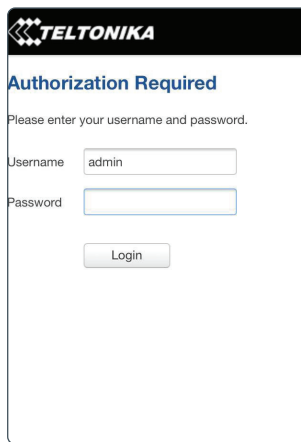 TELTONIKA
Authorization Required
Please enter your username and password.
Username admin
Password
Login